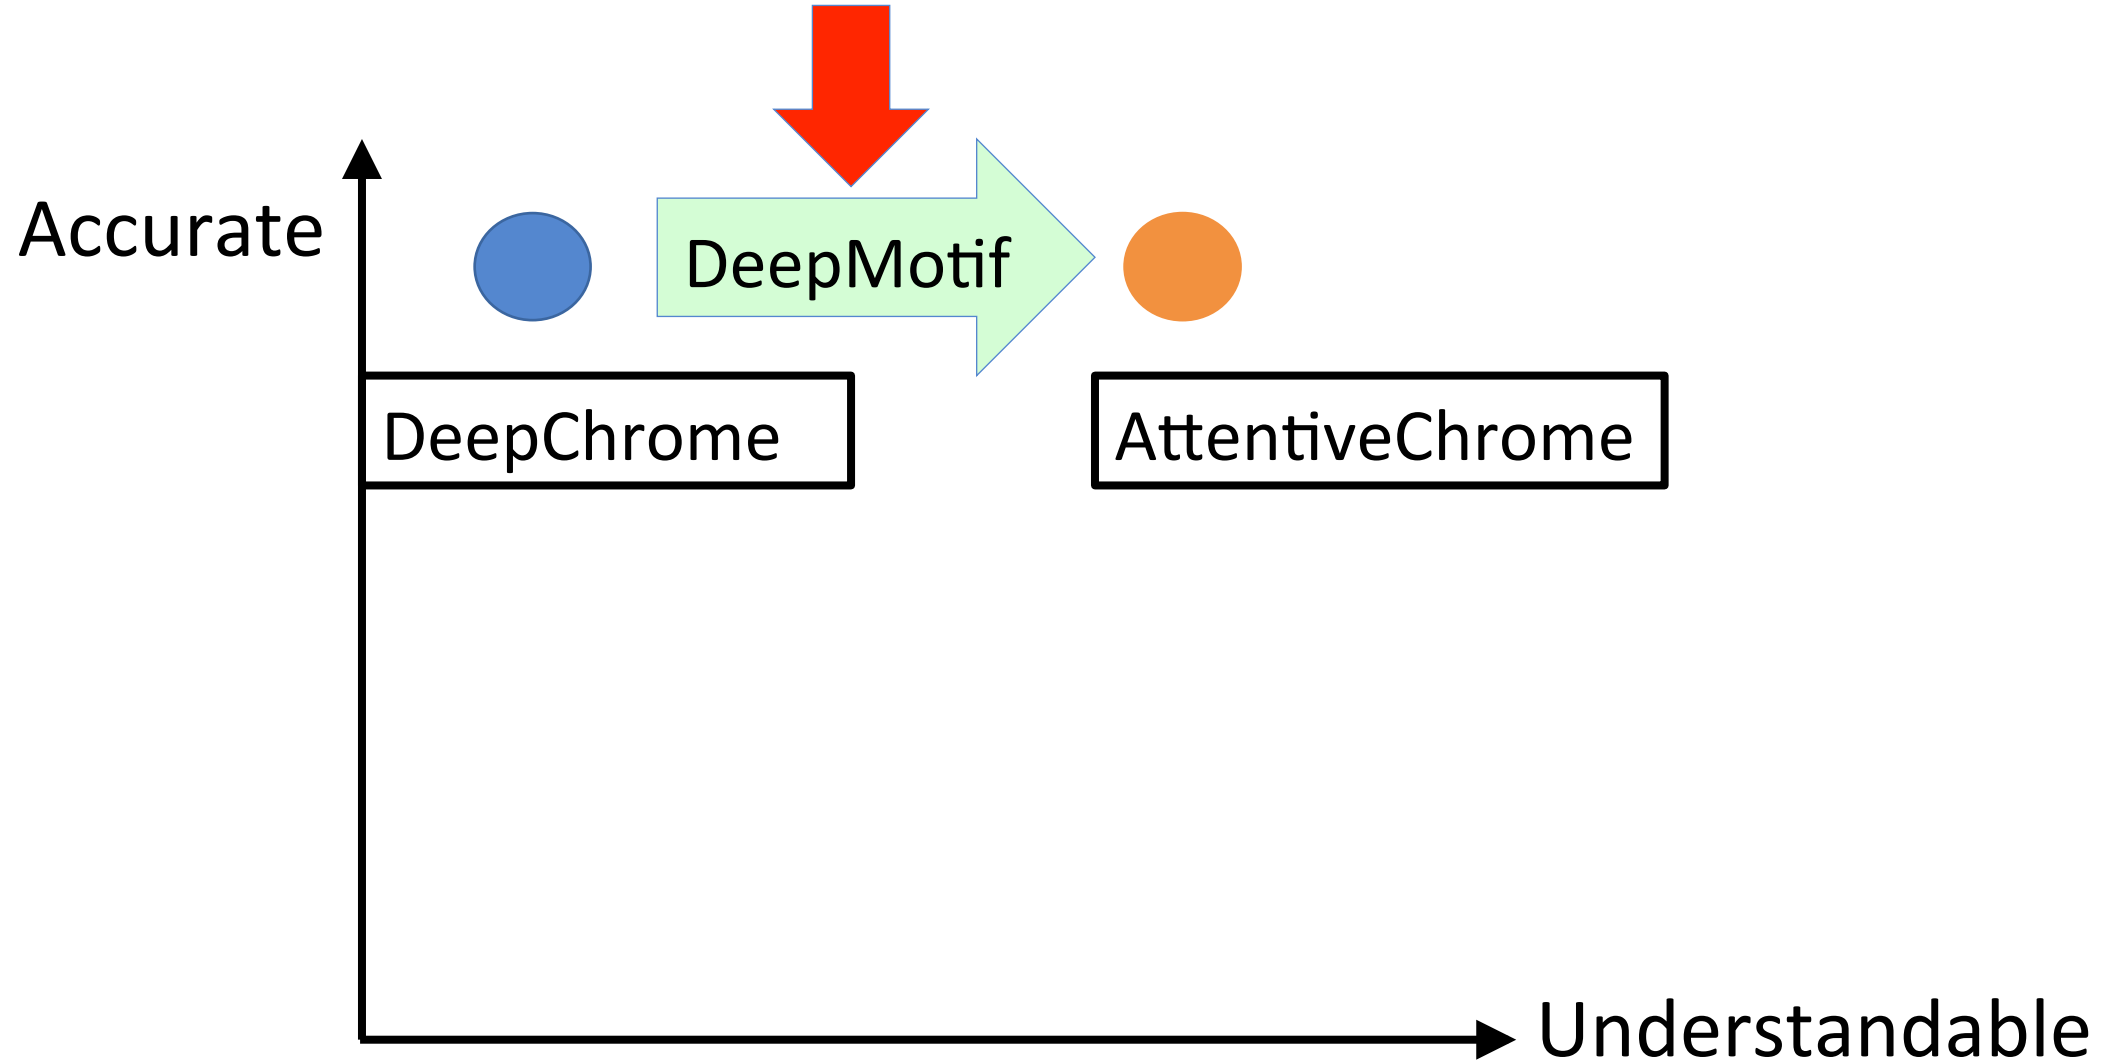 Accurate
DeepMotif
DeepChrome
AttentiveChrome
Understandable